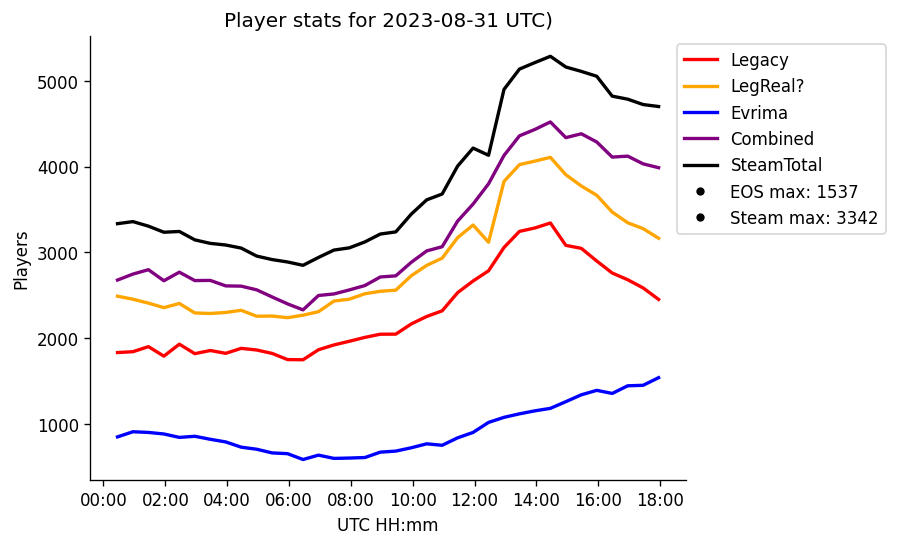 Player stats for 2023-08-31 UTC)
Legacy
LegReal?
Evrima
Combined
SteamTotal
EOS max: 1537
Steam max: 3342
Players
5000
4000
3000
2000
1000
00:00 02:00 04:00 06:00 08:00 10:00 12:00 14:00 16:00 18:00
UTC HH:mm